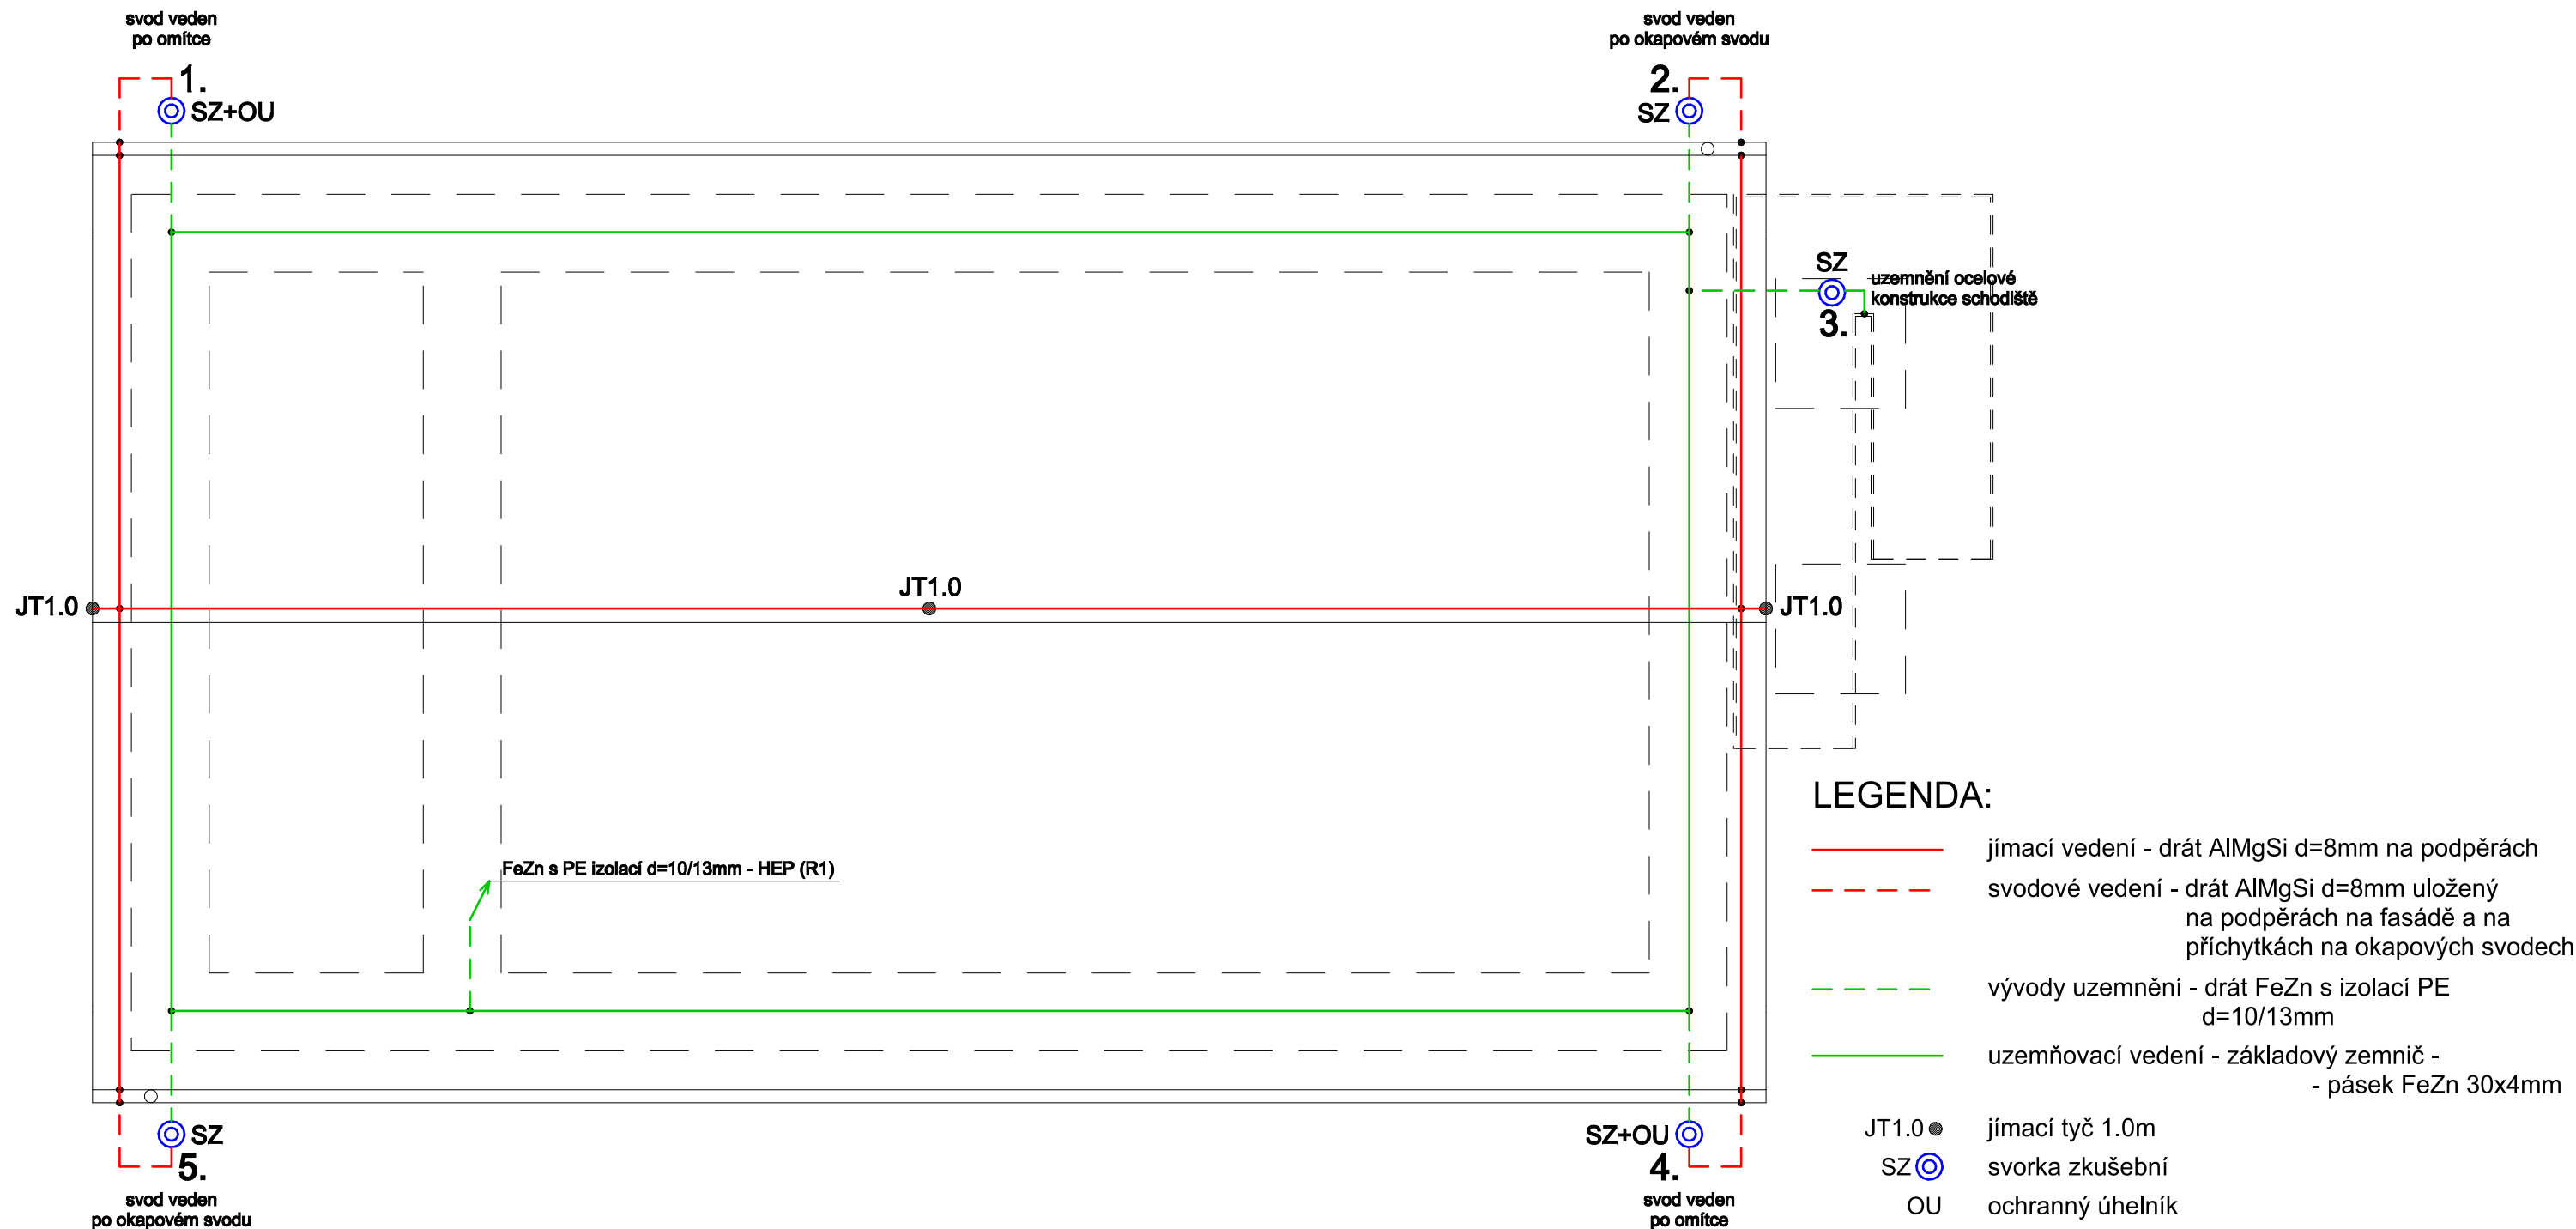 svod veden
po omítce
1.
SZ+OU
svod veden
po okapovém svodu
2.
SZ
SZ
uzemnění ocelové
konstrukce schodiště
3.
JT1.0
JT1.0
JT1.0
FeZn s PE izolací d=10/13mm - HEP (R1)
SZ
5.
svod veden
po okapovém svodu
SZ+OU
4.
svod veden
po omítce
LEGENDA:
jímací vedení - drát AlMgSi d=8mm na podpěrách
svodové vedení - drát AlMgSi d=8mm uložený
na podpěrách na fasádě a na
příchytkách na okapových svodech
vývody uzemnění - drát FeZn s izolací PE
d=10/13mm
uzemňovací vedení - základový zemnič -
- pásek FeZn 30x4mm
JT1.0 jímací tyč 1.0m
SZ svorka zkušební
OU ochranný úhelník